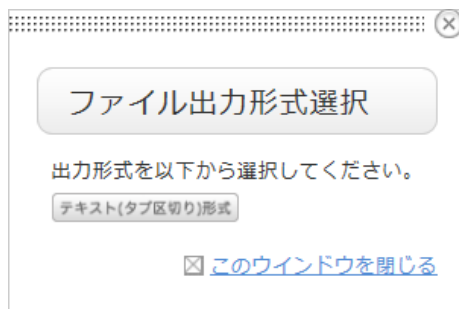 ファイル出力形式選択
出力形式を以下から選択してください。
テキスト(タブ区切り)形式
このウインドウを閉じる